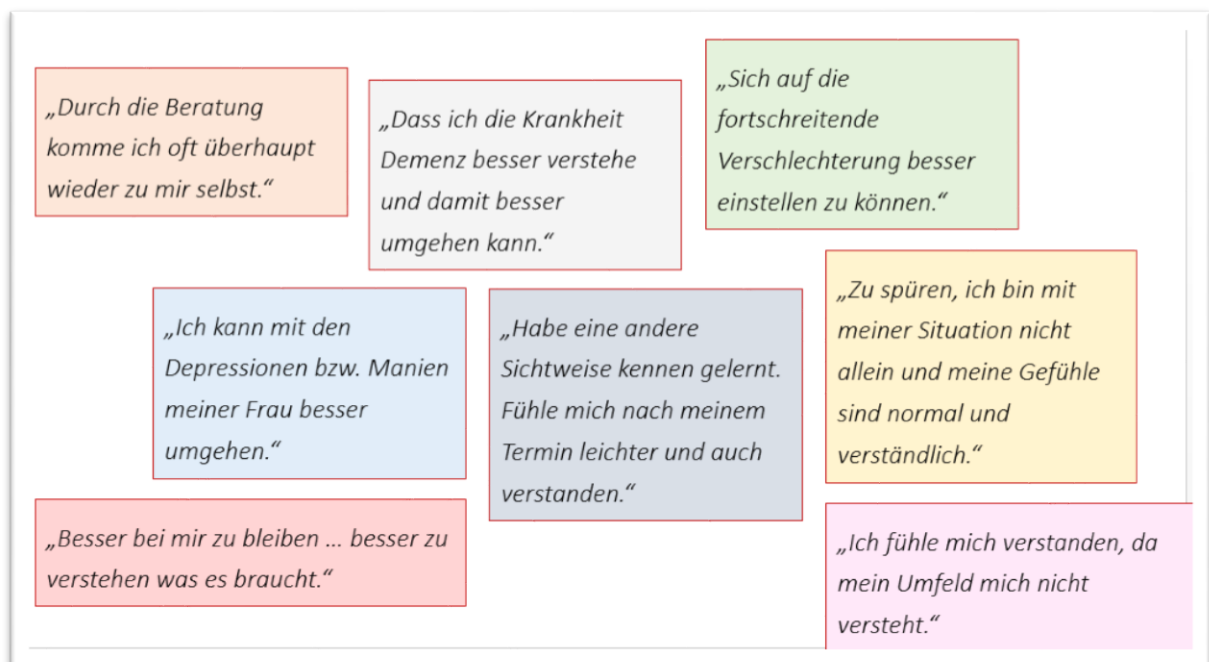 „Durch die Beratung
komme ich oft überhaupt
wieder zu mir selbst.“
„Dass ich die Krankheit
Demenz besser verstehe
und damit besser
umgehen kann.“
„Sich auf die
fortschreitende
Verschlechterung besser
einstellen zu können.“
„Ich kann mit den
Depressionen bzw. Manien
meiner Frau besser
umgehen.“
„Habe eine andere
Sichtweise kennen gelernt.
Fühle mich nach meinem
Termin leichter und auch
verstanden.“
„Zu spüren, ich bin mit
meiner Situation nicht
allein und meine Gefühle
sind normal und
verständlich.“
„Besser bei mir zu bleiben … besser zu
verstehen was es braucht.“
„Ich fühle mich verstanden, da
mein Umfeld mich nicht
versteht.“